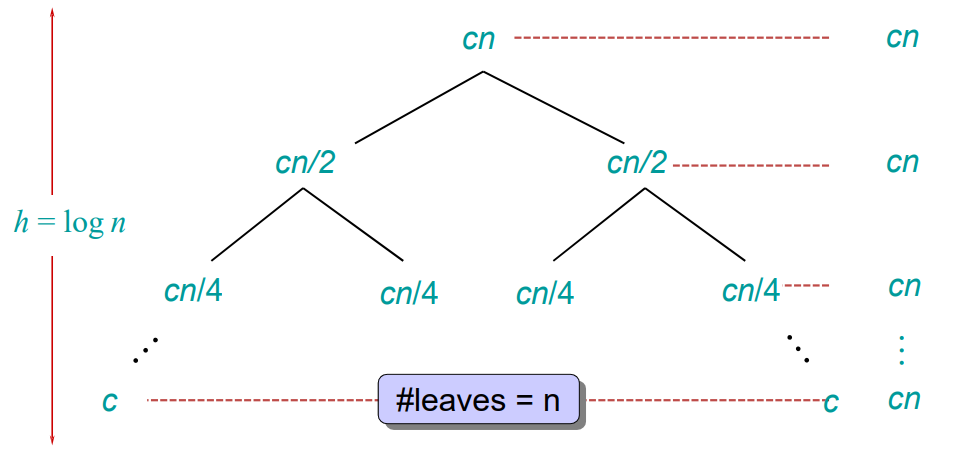 cn cn
cn/2 cn/2 cn
h = log n
cn/4 cn/4 cn/4 cn/4 cn
c #leaves = n c cn